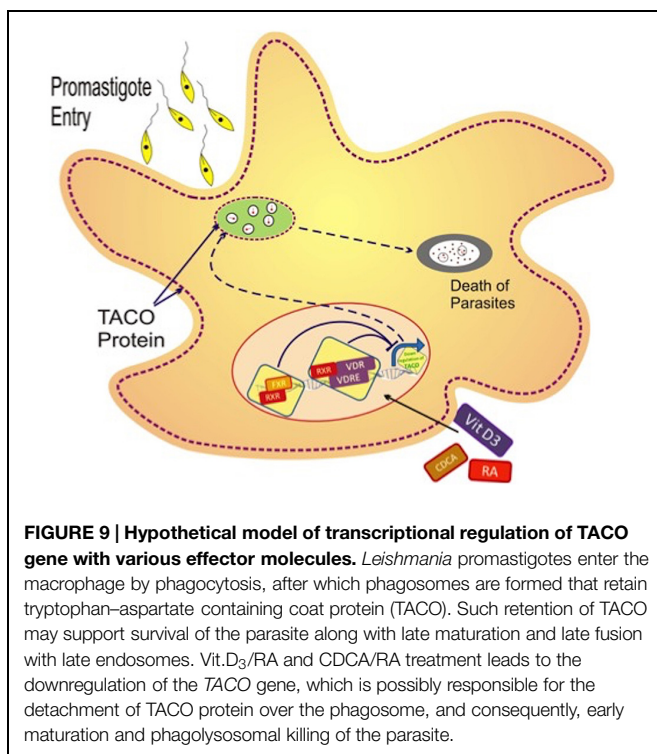 Promastigote
Entry
TACO
Protein
Death of
Parasites
RXR
VDR
VDRE
FXR
RXR
Down
regulation of
TACO
Vit D3
CDCA
RA
FIGURE 9 | Hypothetical model of transcriptional regulation of TACO
gene with various effector molecules. Leishmania promastigotes enter the
macrophage by phagocytosis, after which phagosomes are formed that retain
tryptophan–aspartate containing coat protein (TACO). Such retention of TACO
may support survival of the parasite along with late maturation and late fusion
with late endosomes. Vit.D₃/RA and CDCA/RA treatment leads to the
downregulation of the TACO gene, which is possibly responsible for the
detachment of TACO protein over the phagosome, and consequently, early
maturation and phagolysosomal killing of the parasite.